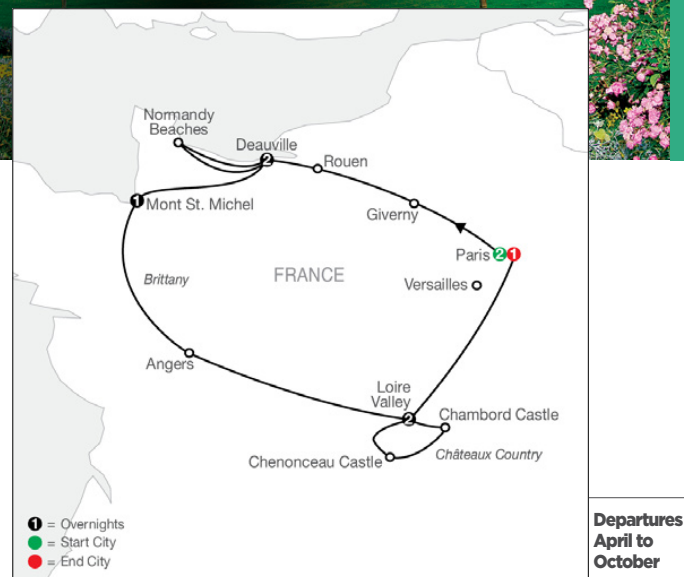 Normandy
Beaches
Deauville
2
Rouen
1
Mont St. Michel
Giverny
Paris 2 1
Versailles
Brittany
FRANCE
Angers
Loire
Valley
2
Chambord Castle
Chenonceau Castle
Châteaux Country
1 = Overnights
= Start City
= End City
Departures
April to
October